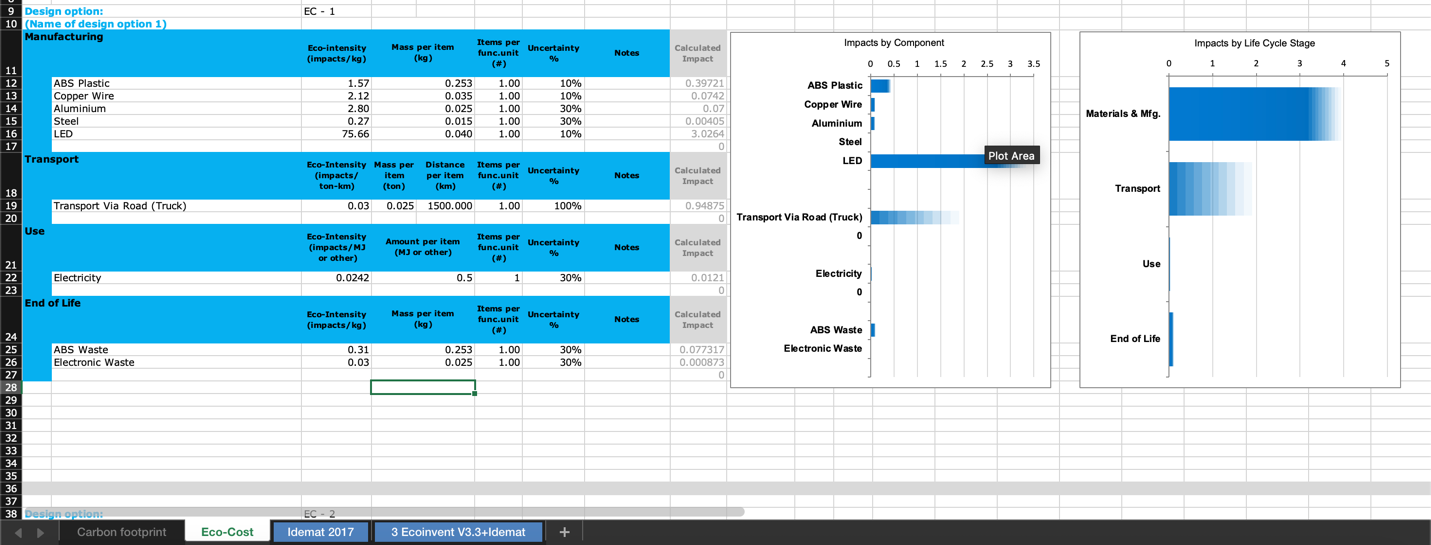 9 Design option: EC - 1
10 (Name of design option 1)
11 Manufacturing Eco-intensity (impacts/kg) Mass per item (kg) Items per func.unit (#) Uncertainty % Notes Calculated Impact
12 ABS Plastic 1.57 0.253 1.00 10% 0.39721
13 Copper Wire 2.12 0.035 1.00 10% 0.0742
14 Aluminium 2.80 0.025 1.00 30% 0.07
15 Steel 0.27 0.015 1.00 30% 0.00405
16 LED 75.66 0.040 1.00 10% 3.0264
17 0
18 Transport Eco-Intensity (impacts/ton-km) Mass per item (ton) Distance per item (km) Items per func.unit (#) Uncertainty % Notes Calculated Impact
19 Transport Via Road (Truck) 0.03 0.025 1500.000 1.00 100% 0.94875
20 0
21 Use Eco-Intensity (impacts/MJ or other) Amount per item (MJ or other) Items per func.unit (#) Uncertainty % Notes Calculated Impact
22 Electricity 0.0242 0.5 1 30% 0.0121
23 0
24 End of Life Eco-Intensity (impacts/kg) Mass per item (kg) Items per func.unit (#) Uncertainty % Notes Calculated Impact
25 ABS Waste 0.31 0.253 1.00 30% 0.077317
26 Electronic Waste 0.03 0.025 1.00 30% 0.000873
27 0
28
29
30
31
32
33
34
35
36
37
38 Design option: EC - 2
Impacts by Component
0 0.5 1 1.5 2 2.5 3 3.5
ABS Plastic
Copper Wire
Aluminium
Steel
LED
Plot Area
Transport Via Road (Truck)
0
Electricity
0
ABS Waste
Electronic Waste
Impacts by Life Cycle Stage
0 1 2 3 4 5
Materials & Mfg.
Transport
Use
End of Life
Carbon footprint Eco-Cost Idemat 2017 3 Ecoinvent V3.3+Idemat +